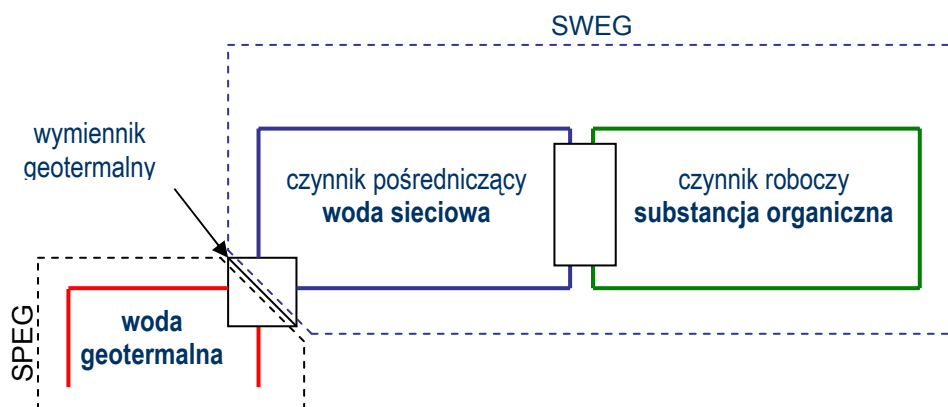 SWEG
wymiennik
geotermalny
czynnik pośredniczący
woda sieciowa
czynnik roboczy
substancja organiczna
SPEG
woda
geotermalna